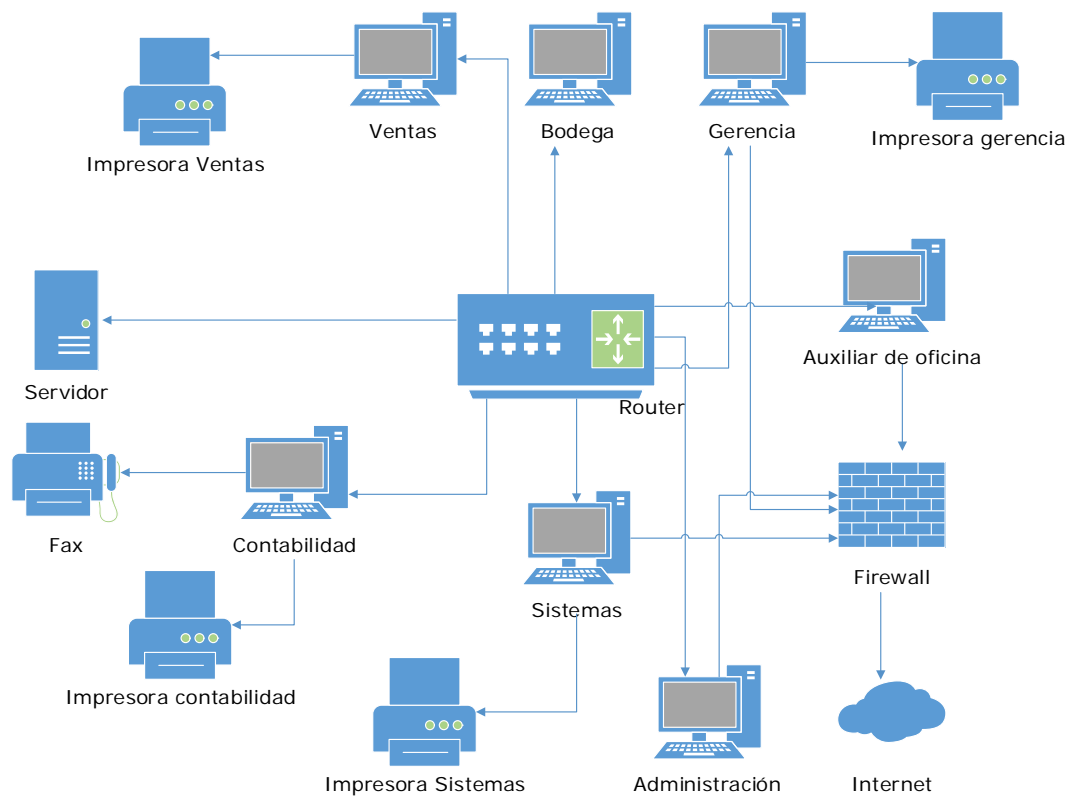 Ventas
Bodega
Gerencia
Impresora gerencia
Impresora Ventas
Auxiliar de oficina
Servidor
Router
Fax
Contabilidad
Firewall
Sistemas
Impresora contabilidad
Impresora Sistemas
Administración
Internet